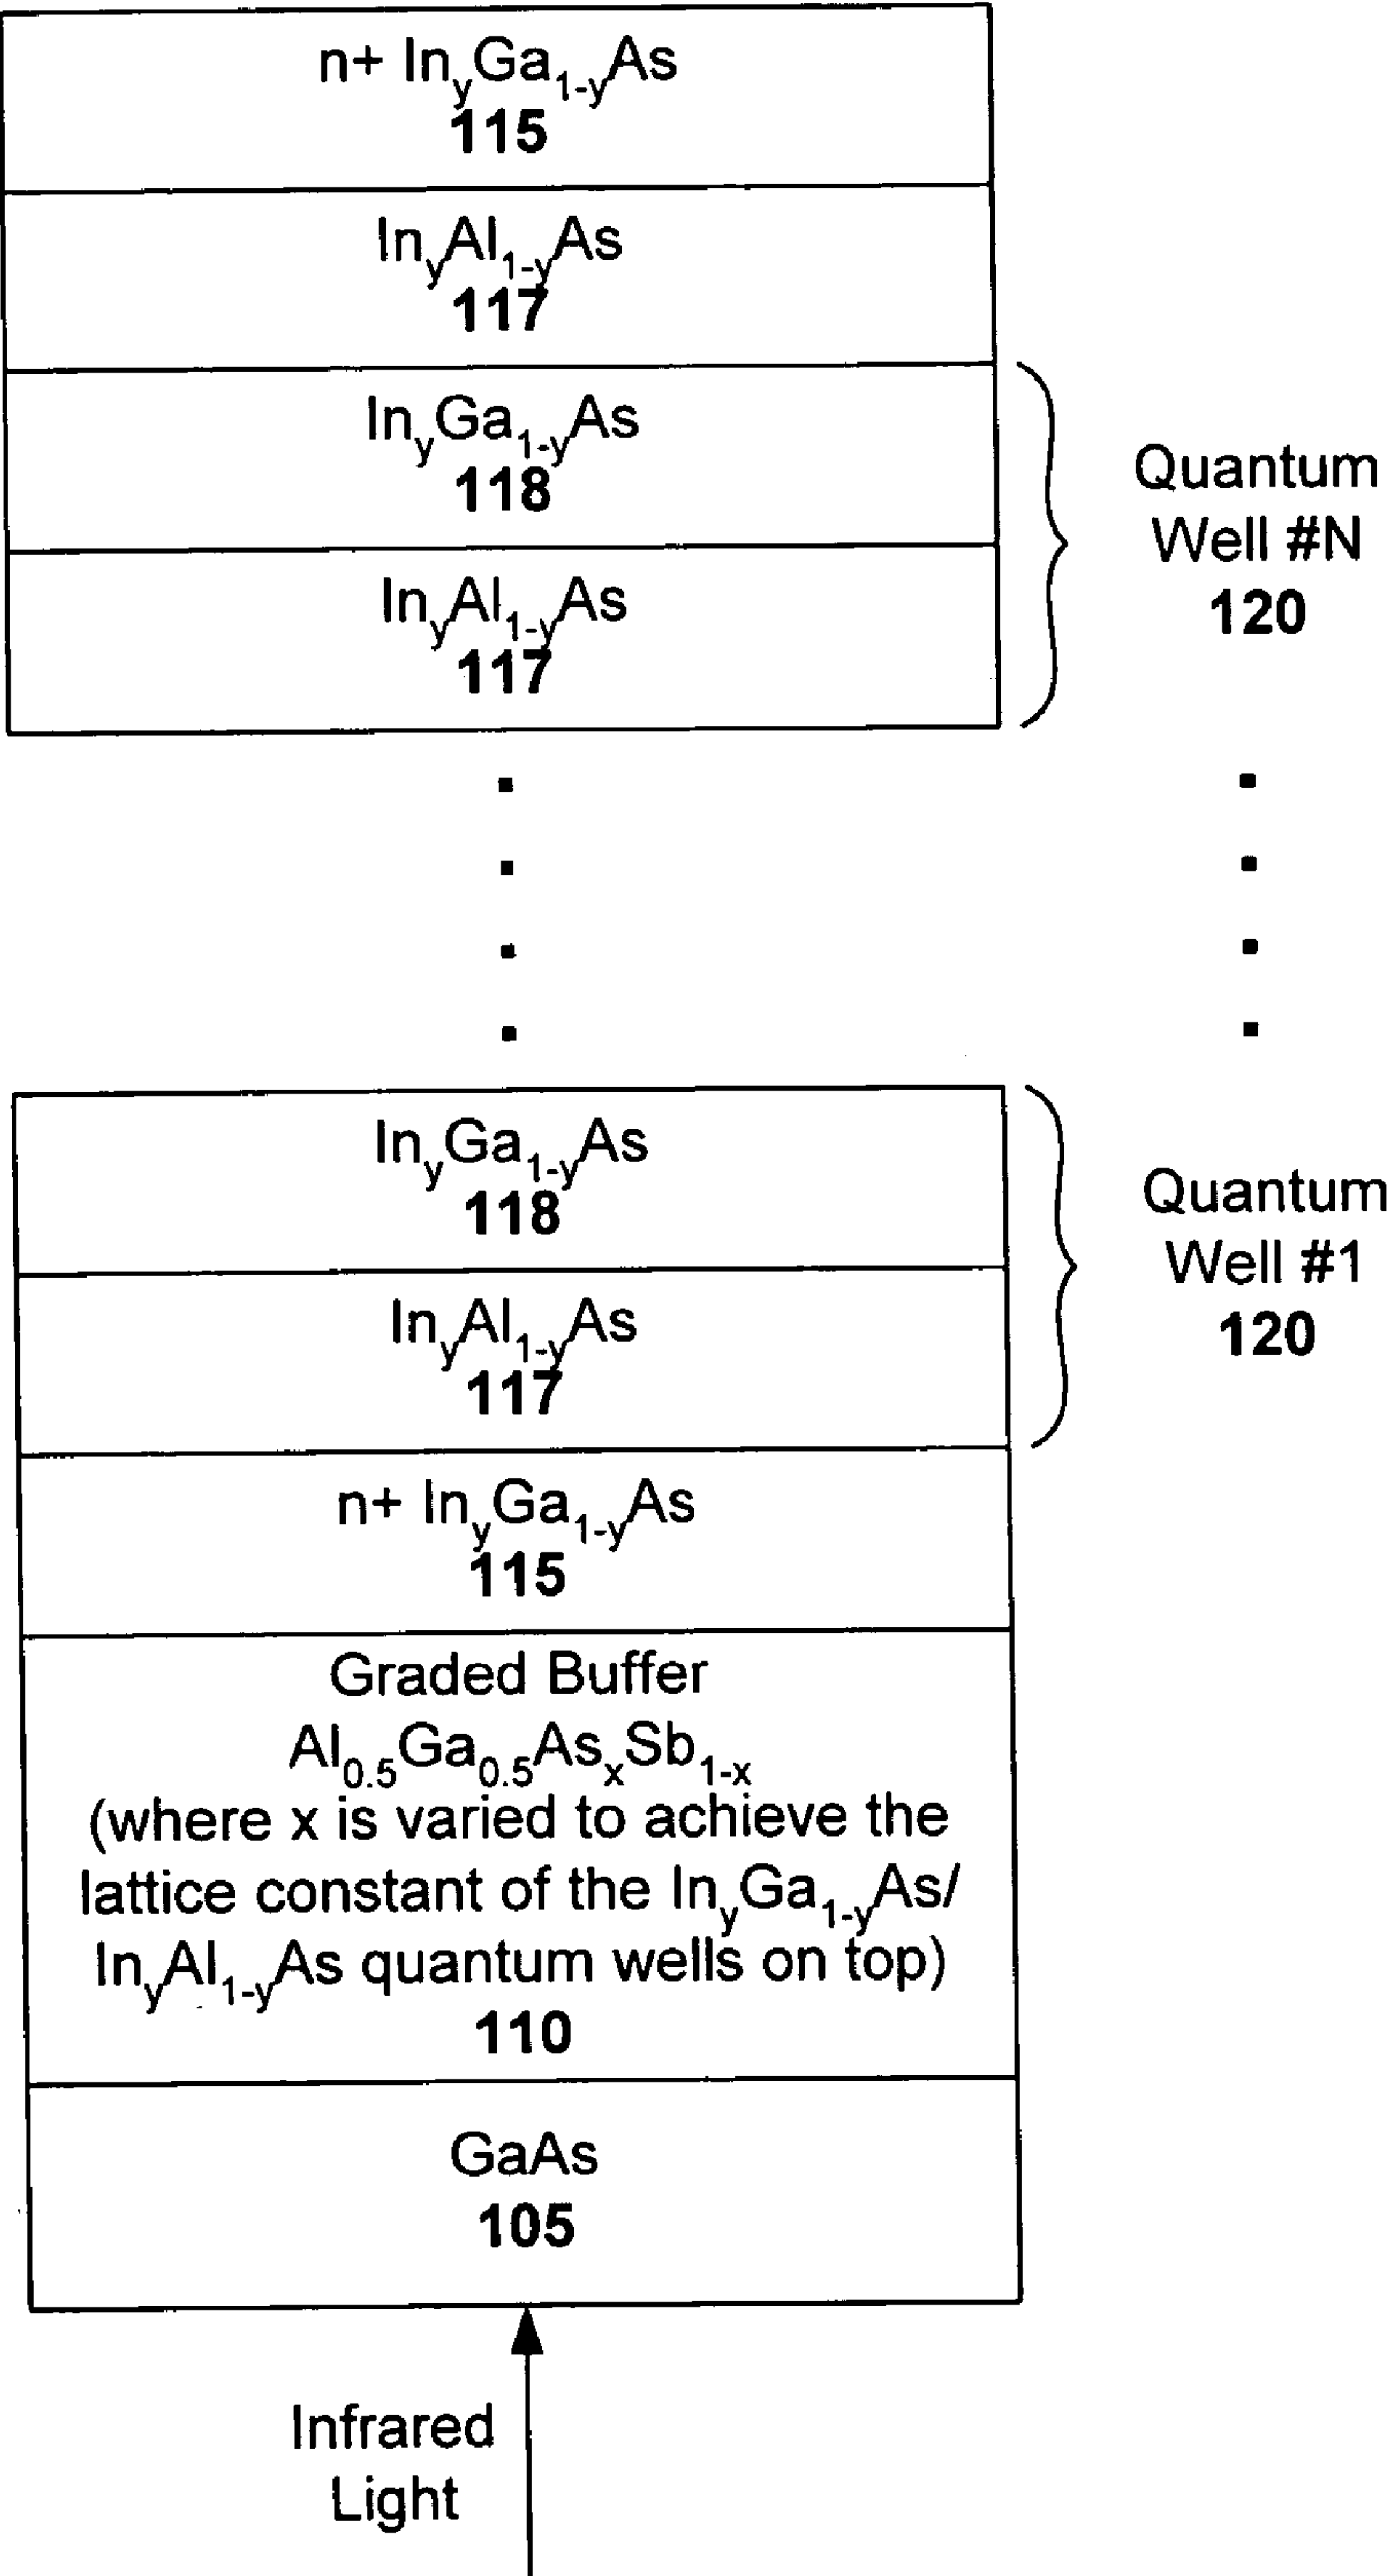 n+ InyGa1-yAs
115
InyAl1-yAs
117
InyGa1-yAs
118
InyAl1-yAs
117
Quantum
Well #N
120
InyGa1-yAs
118
InyAl1-yAs
117
Quantum
Well #1
120
n+ InyGa1-yAs
115
Graded Buffer
Al0.5Ga0.5AsxSb1-x
(where x is varied to achieve the
lattice constant of the InyGa1-yAs/
InyAl1-yAs quantum wells on top)
110
GaAs
105
Infrared
Light